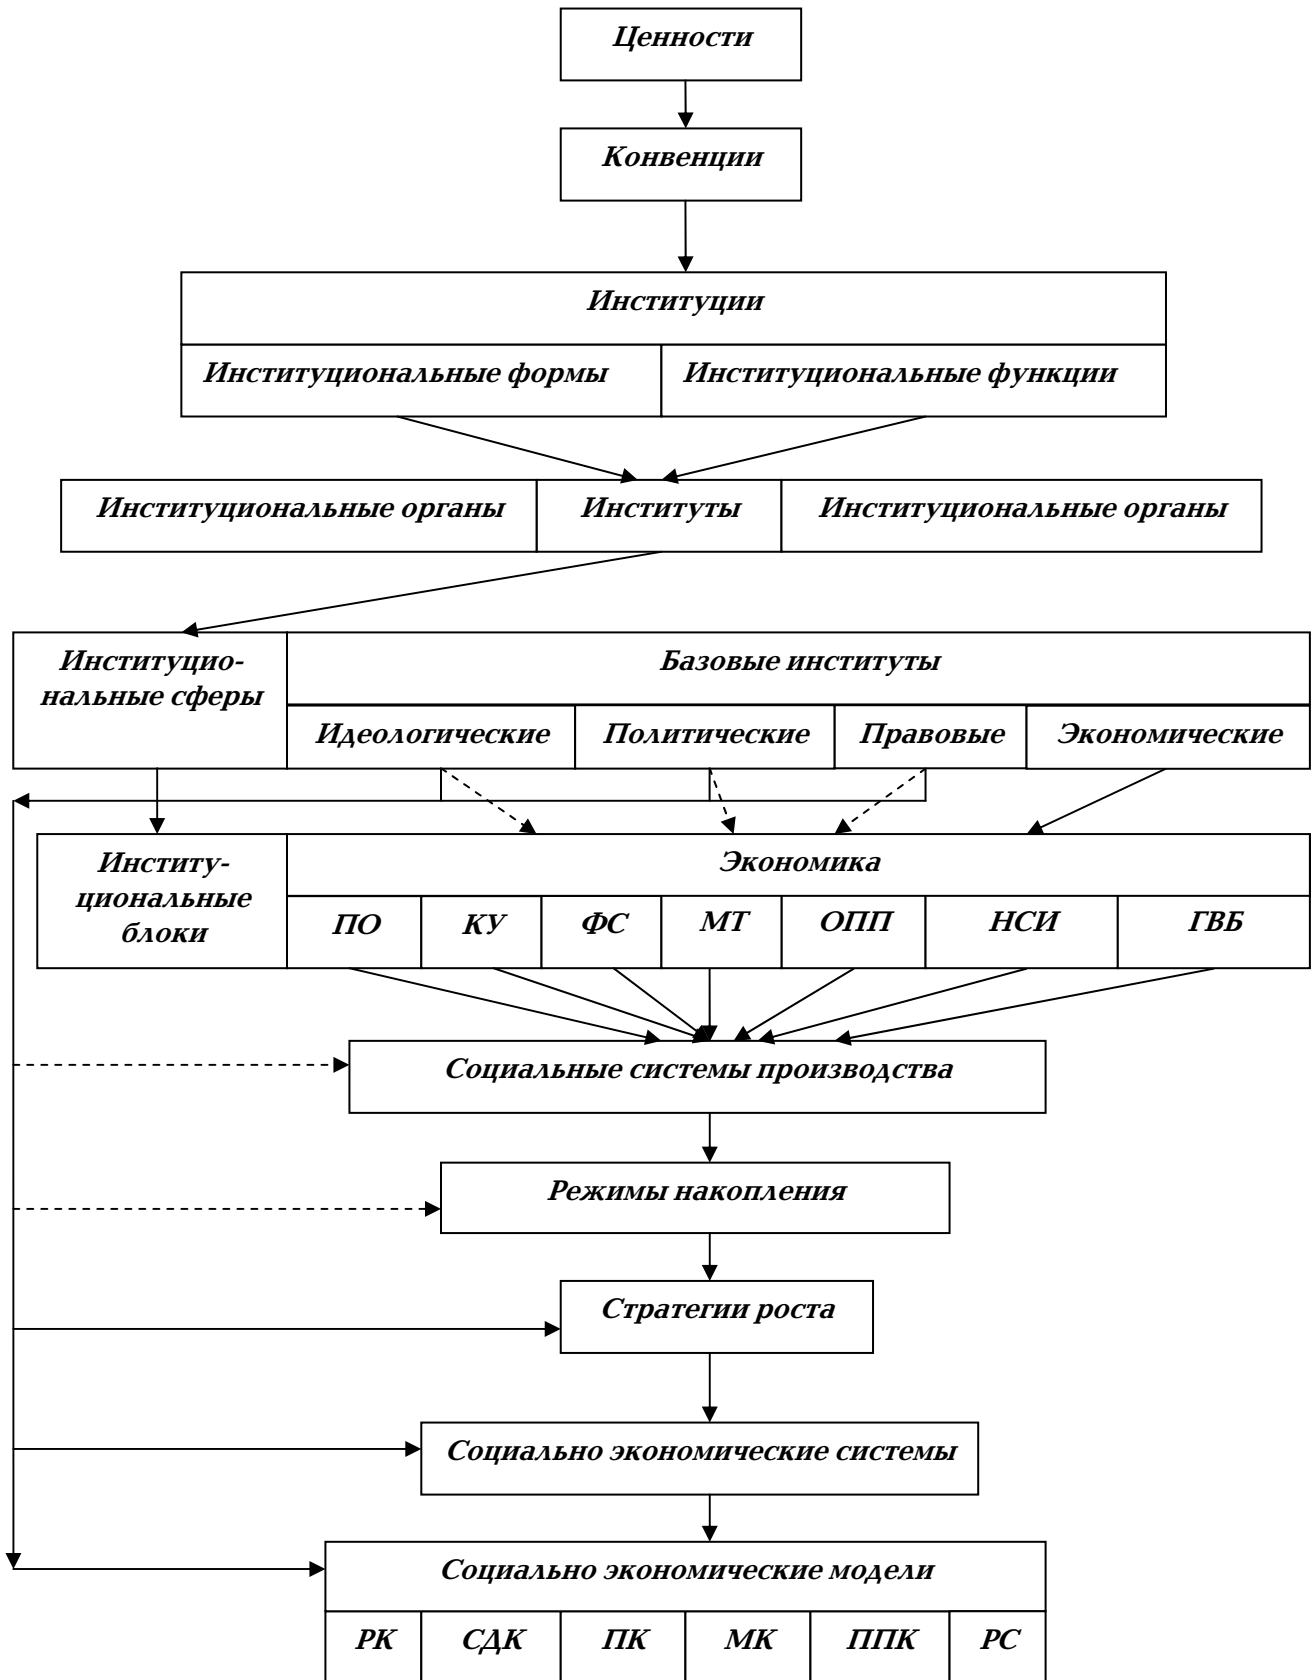 Ценности
Конвенции
Институции
Институциональные формы
Институциональные функции
Институциональные органы
Институты
Институциональные органы
Институцио-
нальные сферы
Базовые институты
Идеологические
Политические
Правовые
Экономические
Институ-
циональные
блоки
Экономика
ПО
КУ
ФС
МТ
ОПП
НСИ
ГВБ
Социальные системы производства
Режимы накопления
Стратегии роста
Социально экономические системы
Социально экономические модели
РК
СДК
ПК
МК
ППК
РС